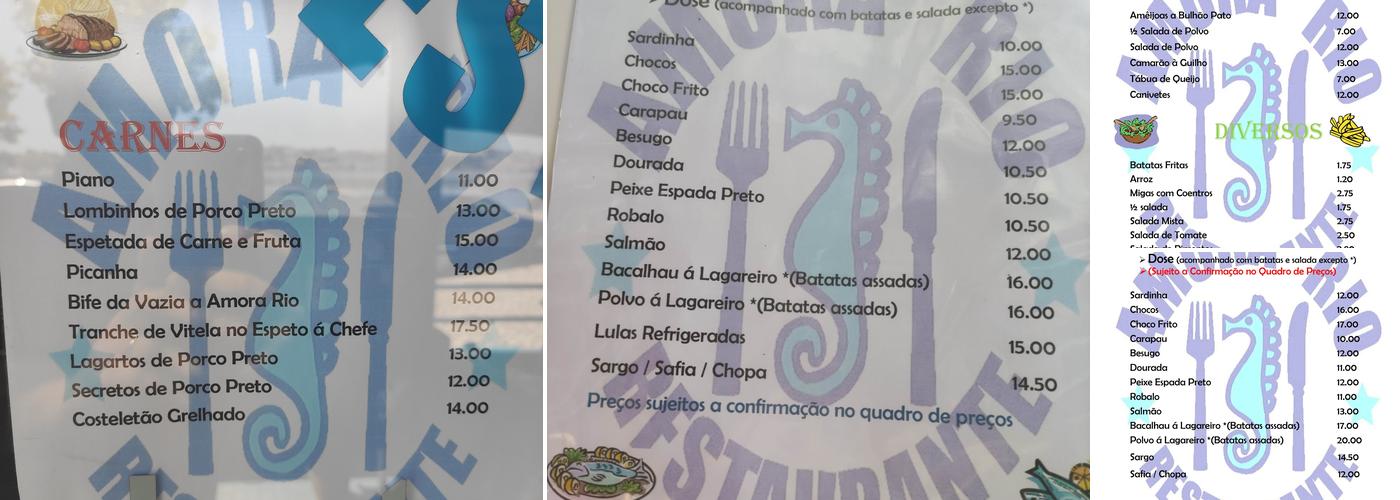 AMORA RIO
CARNES
Piano 11.00
Lombinhos de Porco Preto 13.00
Espetada de Carne e Fruta 15.00
Picanha 14.00
Bife da Vazia a Amora Rio 14.00
Tranche de Vitela no Espeto á Chefe 17.50
Lagartos de Porco Preto 13.00
Secretos de Porco Preto 12.00
Costeletão Grelhado 14.00
Dose (acompanhado com batatas e salada excepto *)
AMORA RIO
Sardinha 10.00
Chocos 15.00
Choco Frito 15.00
Carapau 9.50
Besugo 12.00
Dourada 10.50
Peixe Espada Preto 10.50
Robalo 10.50
Salmão 12.00
Bacalhau á Lagareiro *(Batatas assadas) 16.00
Polvo á Lagareiro *(Batatas assadas) 16.00
Lulas Refrigeradas 15.00
Sargo / Safia / Chopa 14.50
Preços sujeitos a confirmação no quadro de preços
RESTAURANTE
Amêijoas a Bulhão Pato 12.00
½ Salada de Polvo 7.00
Salada de Polvo 12.00
Camarão à Guilho 13.00
Tábua de Queijo 7.00
Canivetes 12.00
DIVERSOS
Batatas Fritas 1.75
Arroz 1.20
Migas com Coentros 2.75
½ salada 1.75
Salada Mista 2.75
Salada de Tomate 2.50
➢ Dose (acompanhado com batatas e salada excepto *)
➢ (Sujeito a Confirmação no Quadro de Preços)
Sardinha 12.00
Chocos 16.00
Choco Frito 17.00
Carapau 10.00
Besugo 12.00
Dourada 11.00
Peixe Espada Preto 12.00
Robalo 11.00
Salmão 13.00
Bacalhau á Lagareiro *(Batatas assadas) 17.00
Polvo á Lagareiro *(Batatas assadas) 20.00
Sargo 14.50
Safia / Chopa 12.00